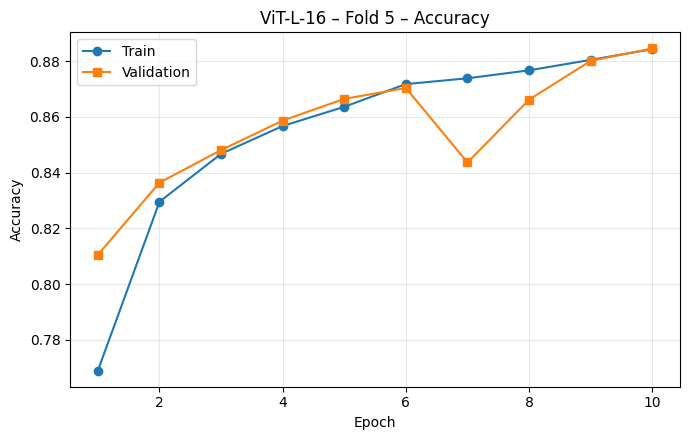 ViT-L-16 – Fold 5 – Accuracy
Train
Validation
Accuracy
0.88
0.86
0.84
0.82
0.80
0.78
2 4 6 8 10
Epoch